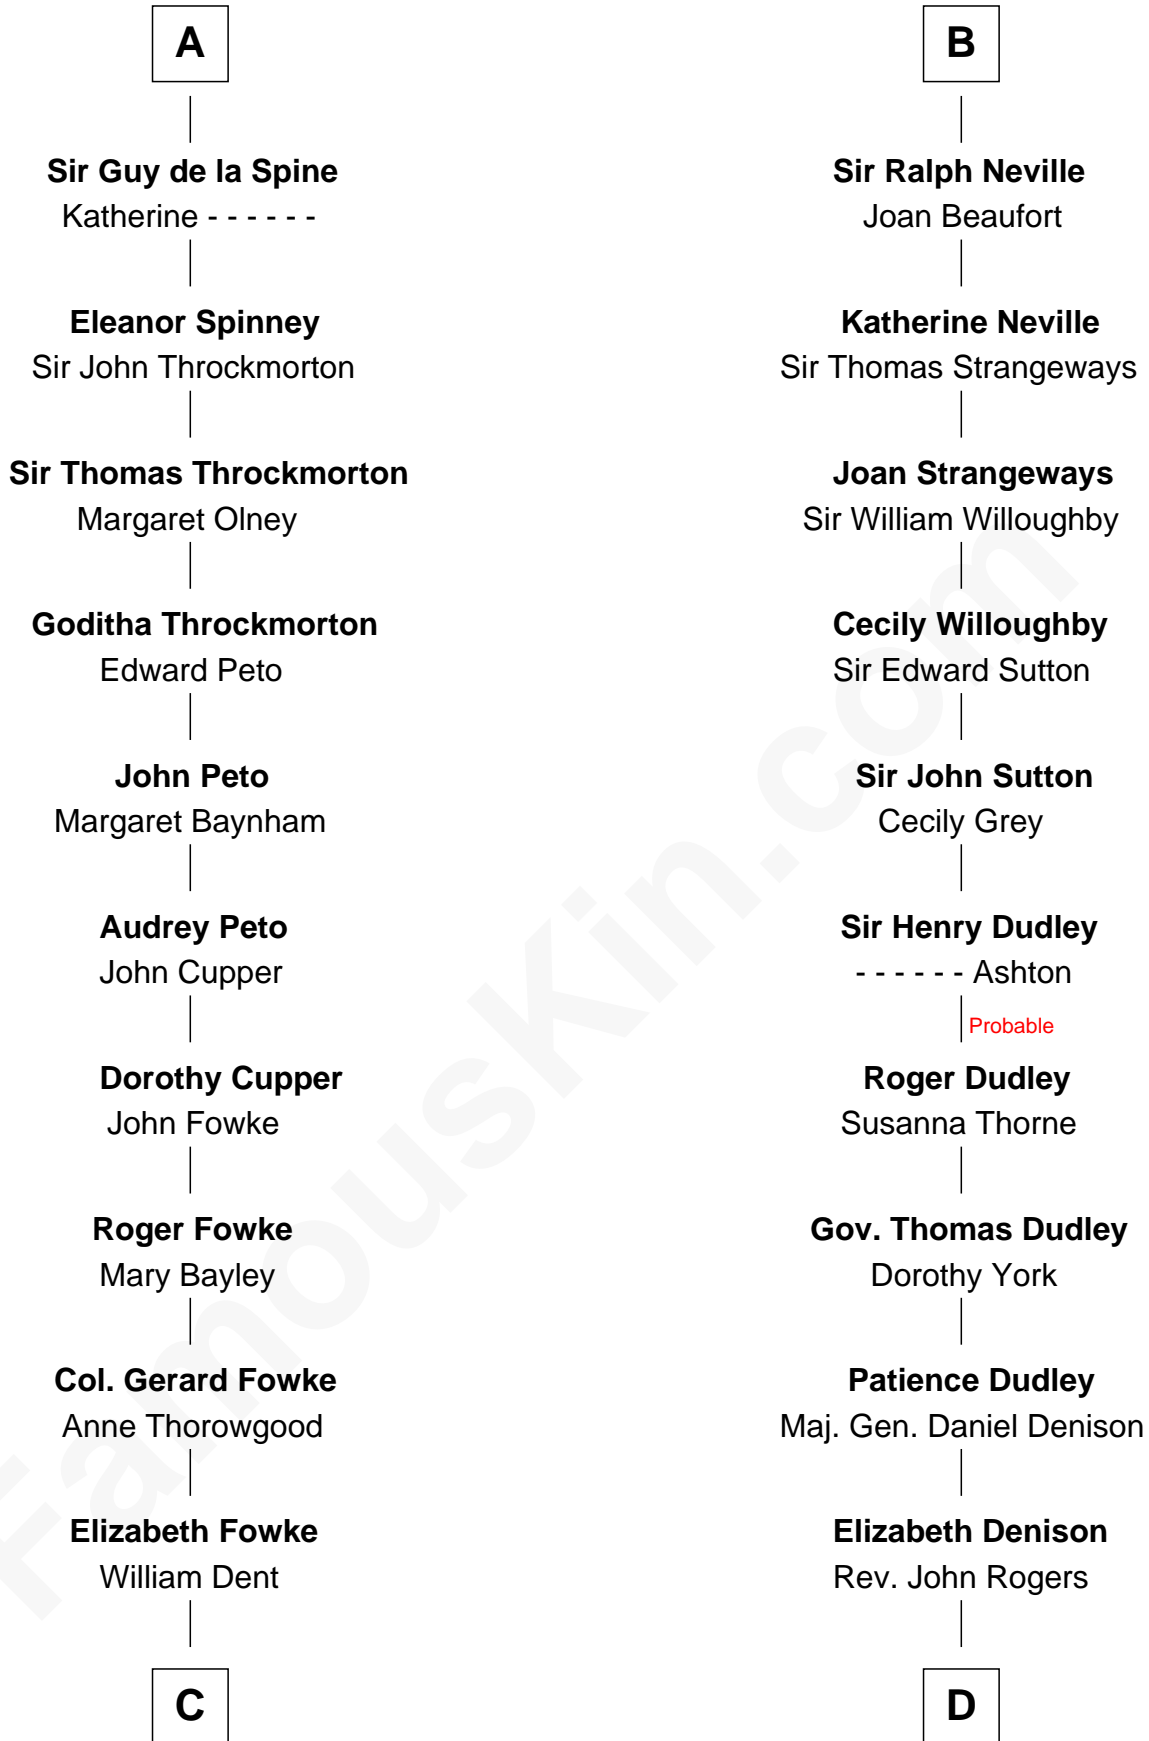 A
Sir Guy de la Spine
Katherine - - - - - -
Eleanor Spinney
Sir John Throckmorton
Sir Thomas Throckmorton
Margaret Olney
Goditha Throckmorton
Edward Peto
John Peto
Margaret Baynham
Audrey Peto
John Cupper
Dorothy Cupper
John Fowke
Roger Fowke
Mary Bayley
Col. Gerard Fowke
Anne Thorowgood
Elizabeth Fowke
William Dent
C
B
Sir Ralph Neville
Joan Beaufort
Katherine Neville
Sir Thomas Strangeways
Joan Strangeways
Sir William Willoughby
Cecily Willoughby
Sir Edward Sutton
Sir John Sutton
Cecily Grey
Sir Henry Dudley
- - - - - - Ashton
Probable
Roger Dudley
Susanna Thorne
Gov. Thomas Dudley
Dorothy York
Patience Dudley
Maj. Gen. Daniel Denison
Elizabeth Denison
Rev. John Rogers
D
FamousKin.com